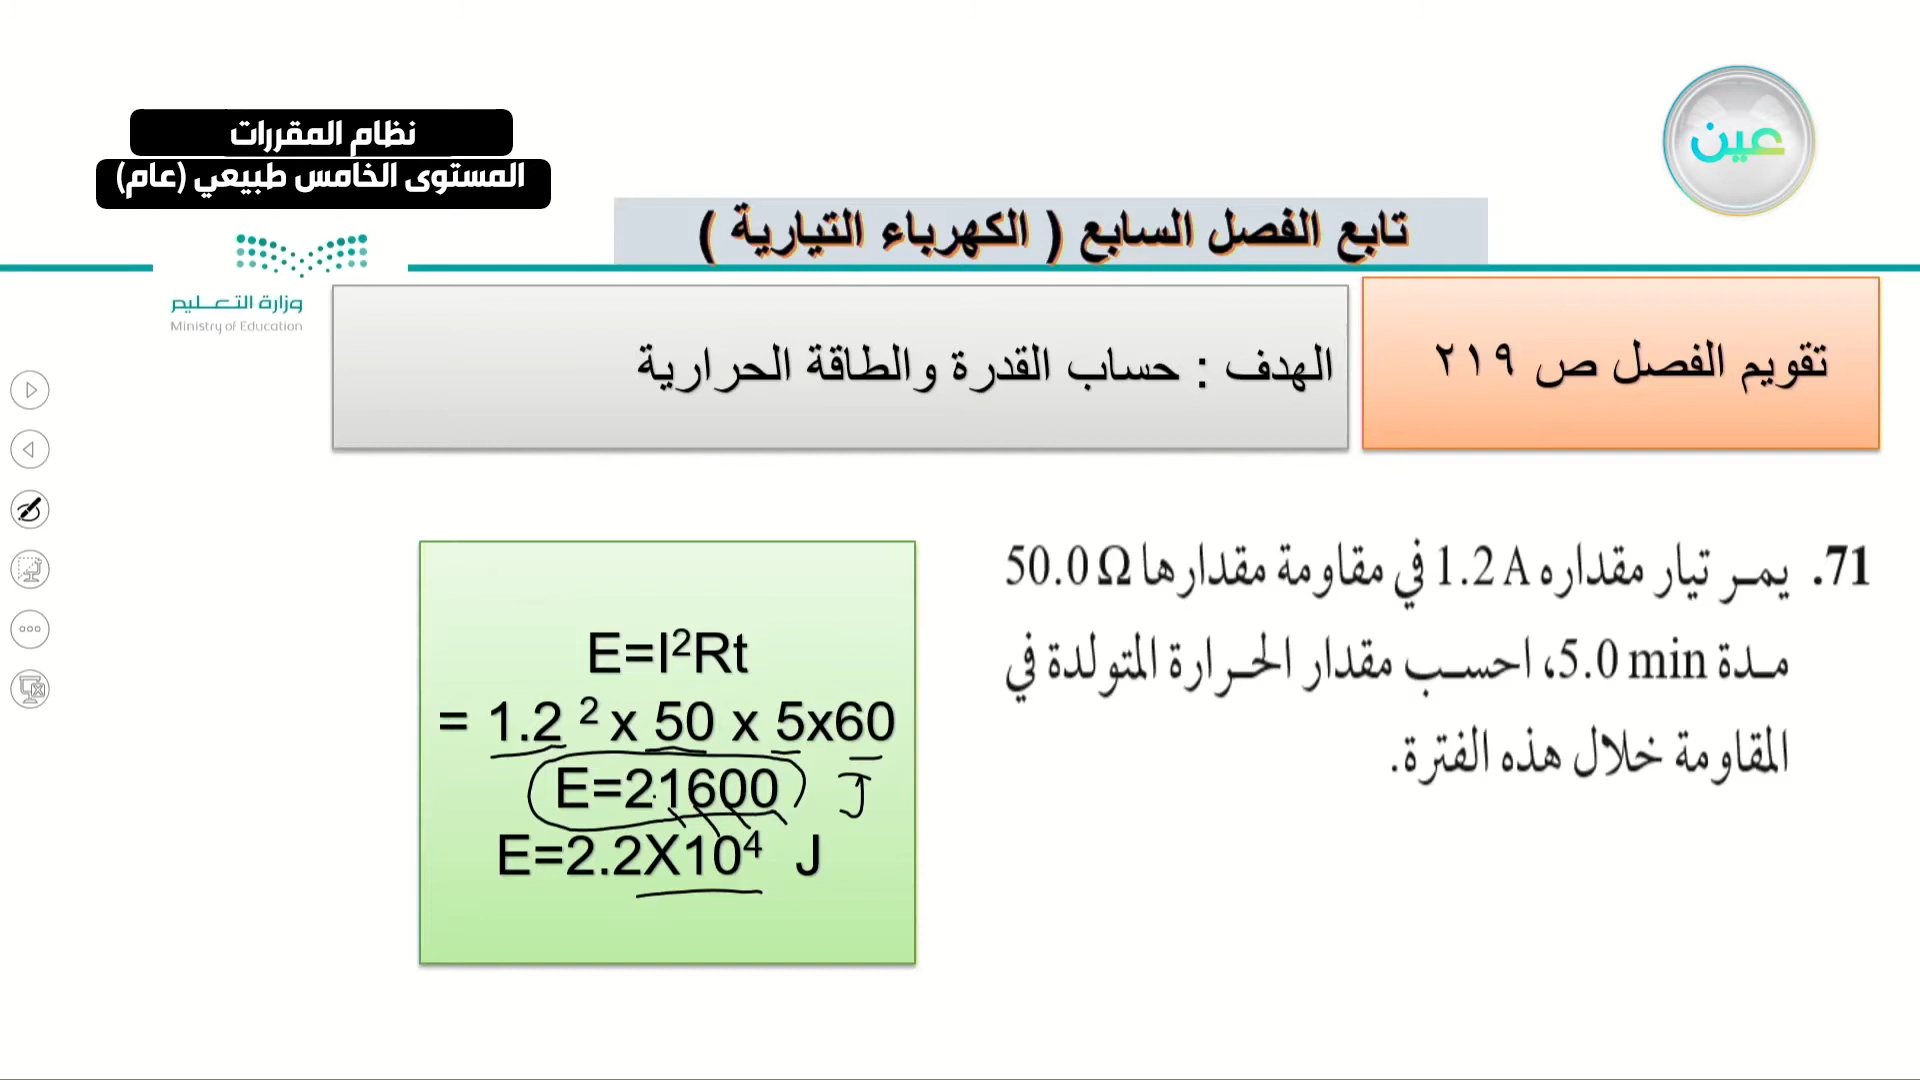 عين
نظام المقررات
المستوى الخامس طبيعي (عام)
تابع الفصل السابع ( الكهرباء التيارية )
وزارة التعليم
Ministry of Education
تقويم الفصل ص ٢١٩
الهدف : حساب القدرة والطاقة الحرارية
71. يمر تيار مقداره 1.2 A في مقاومة مقدارها 50.0 Ω
مدة 5.0 min، احسب مقدار الحرارة المتولدة في
المقاومة خلال هذه الفترة.
E=I²Rt
= 1.2 ² x 50 x 5x60
E=21600 J
E=2.2X10⁴ J